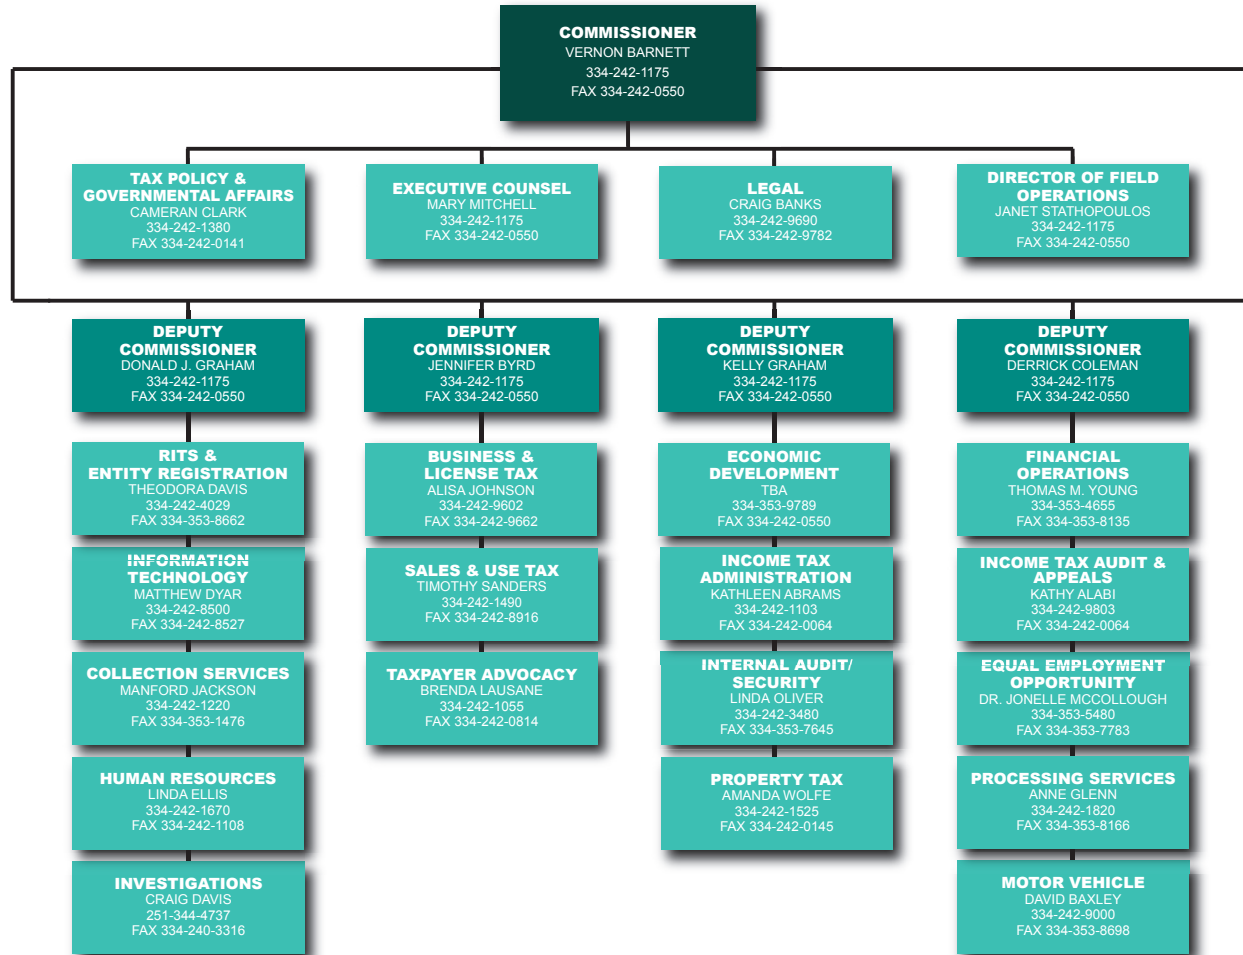 COMMISSIONER
VERNON BARNETT
334-242-1175
FAX 334-242-0550
TAX POLICY &
GOVERNMENTAL AFFAIRS
CAMERAN CLARK
334-242-1380
FAX 334-242-0141
EXECUTIVE COUNSEL
MARY MITCHELL
334-242-1175
FAX 334-242-0550
LEGAL
CRAIG BANKS
334-242-9690
FAX 334-242-9782
DIRECTOR OF FIELD
OPERATIONS
JANET STATHOPOULOS
334-242-1175
FAX 334-242-0550
DEPUTY
COMMISSIONER
DONALD J. GRAHAM
334-242-1175
FAX 334-242-0550
RITS &
ENTITY REGISTRATION
THEODORA DAVIS
334-242-4029
FAX 334-353-8662
INFORMATION
TECHNOLOGY
MATTHEW DYAR
334-242-8500
FAX 334-242-8527
COLLECTION SERVICES
MANFORD JACKSON
334-242-1220
FAX 334-353-1476
HUMAN RESOURCES
LINDA ELLIS
334-242-1670
FAX 334-242-1108
INVESTIGATIONS
CRAIG DAVIS
251-344-4737
FAX 334-240-3316
DEPUTY
COMMISSIONER
JENNIFER BYRD
334-242-1175
FAX 334-242-0550
BUSINESS &
LICENSE TAX
ALISA JOHNSON
334-242-9602
FAX 334-242-9662
SALES & USE TAX
TIMOTHY SANDERS
334-242-1490
FAX 334-242-8916
TAXPAYER ADVOCACY
BRENDA LAUSANE
334-242-1055
FAX 334-242-0814
DEPUTY
COMMISSIONER
KELLY GRAHAM
334-242-1175
FAX 334-242-0550
ECONOMIC
DEVELOPMENT
TBA
334-353-9789
FAX 334-242-0550
INCOME TAX
ADMINISTRATION
KATHLEEN ABRAMS
334-242-1103
FAX 334-242-0064
INTERNAL AUDIT/
SECURITY
LINDA OLIVER
334-242-3480
FAX 334-353-7645
PROPERTY TAX
AMANDA WOLFE
334-242-1525
FAX 334-242-0145
DEPUTY
COMMISSIONER
DERRICK COLEMAN
334-242-1175
FAX 334-242-0550
FINANCIAL
OPERATIONS
THOMAS M. YOUNG
334-353-4655
FAX 334-353-8135
INCOME TAX AUDIT &
APPEALS
KATHY ALABI
334-242-9803
FAX 334-242-0064
EQUAL EMPLOYMENT
OPPORTUNITY
DR. JONELLE MCCOLLOUGH
334-353-5480
FAX 334-353-7783
PROCESSING SERVICES
ANNE GLENN
334-242-1820
FAX 334-353-8166
MOTOR VEHICLE
DAVID BAXLEY
334-242-9000
FAX 334-353-8698